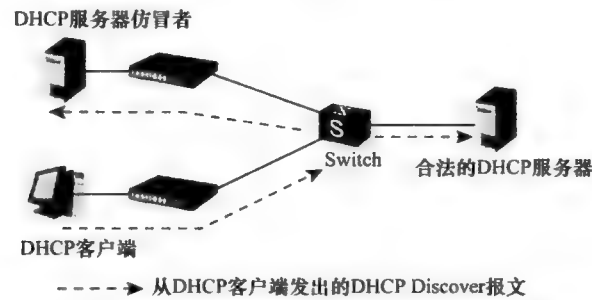 DHCP服务器仿冒者
S
Switch
合法的DHCP服务器
DHCP客户端
从DHCP客户端发出的DHCP Discover报文